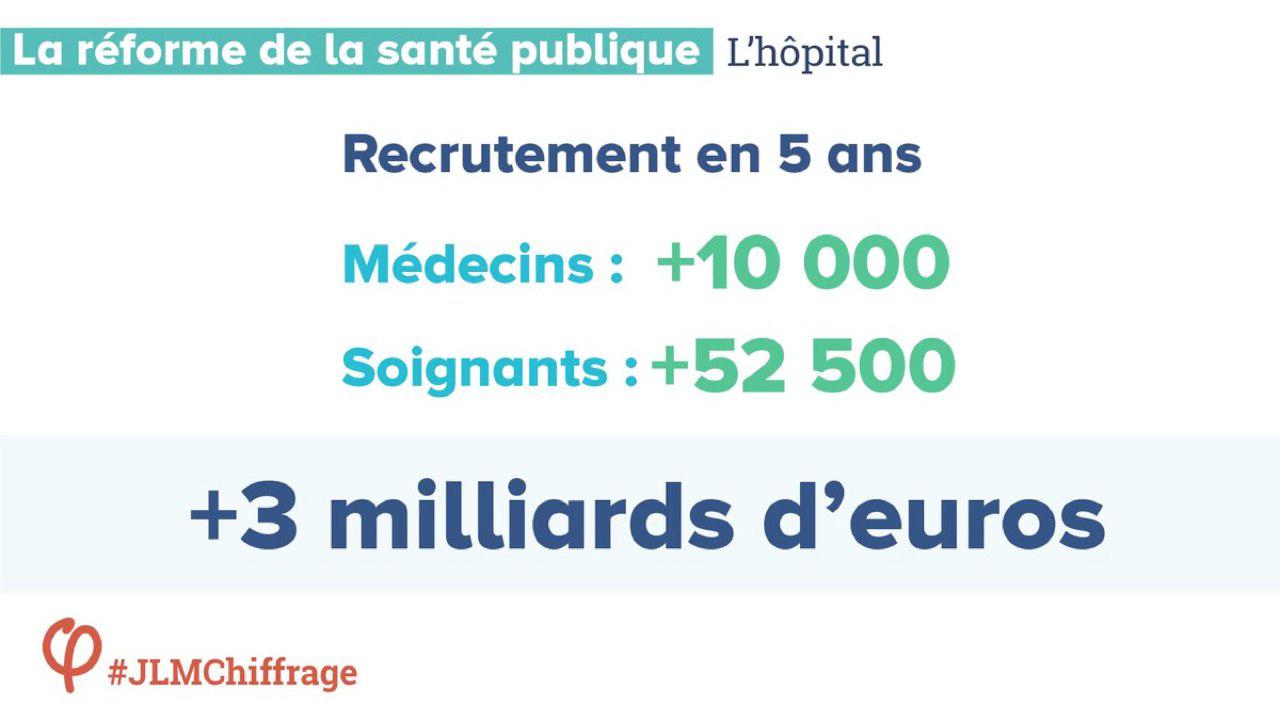 La réforme de la santé publique L’hôpital
Recrutement en 5 ans
Médecins : +10 000
Soignants : +52 500
+3 milliards d’euros
φ #JLMChiffrage